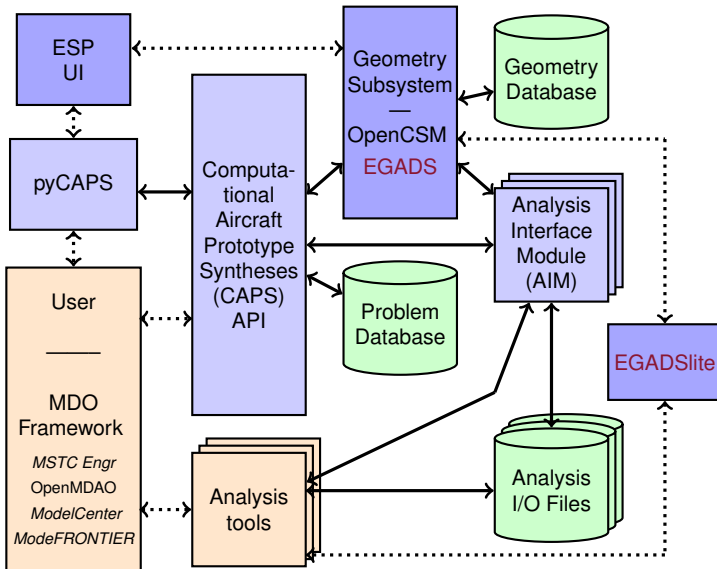 ESP
UI
pyCAPS
User
MDO
Framework
MSTC Engr
OpenMDAO
ModelCenter
ModeFRONTIER
Computa-
tional
Aircraft
Prototype
Syntheses
(CAPS)
API
Geometry
Subsystem
—
OpenCSM
EGADS
Geometry
Database
Analysis
Interface
Module
(AIM)
Problem
Database
EGADSlite
Analysis
tools
Analysis
I/O Files